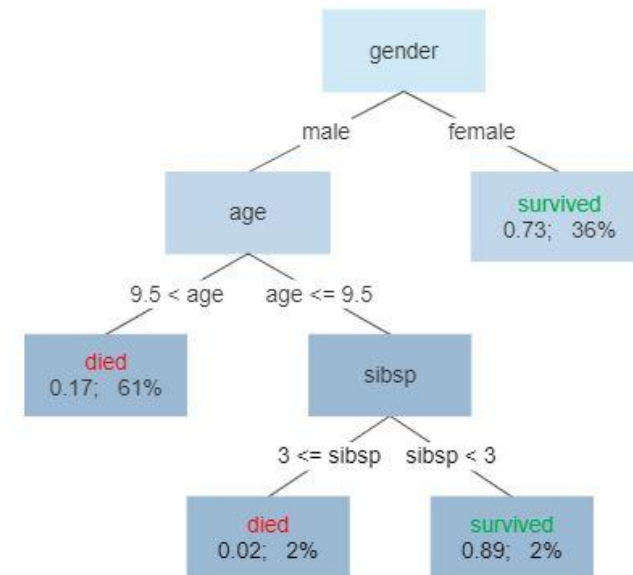 gender
male
female
age
survived
0.73;   36%
9.5 < age
age <= 9.5
died
0.17;   61%
sibsp
3 <= sibsp
sibsp < 3
died
0.02;   2%
survived
0.89;   2%